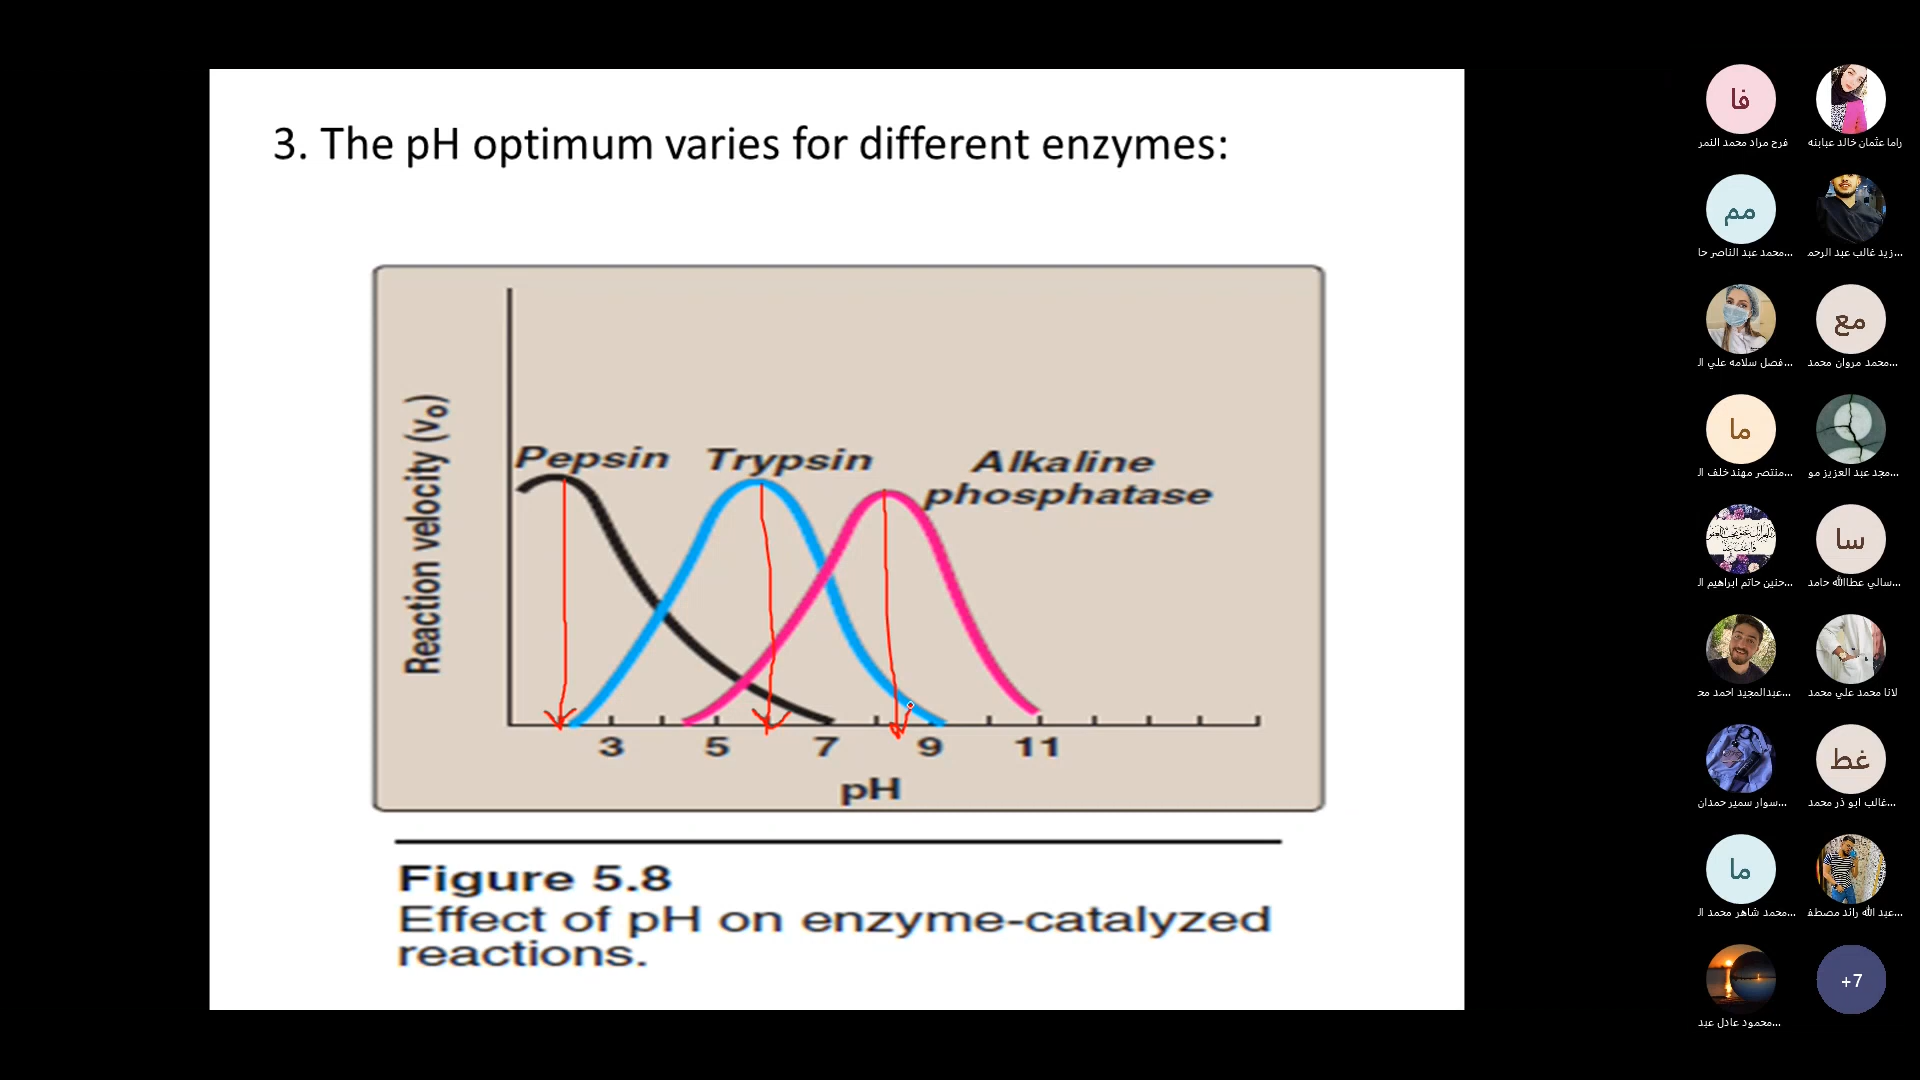 3. The pH optimum varies for different enzymes:
Reaction velocity (vo)
Pepsin
Trypsin
Alkaline
phosphatase
3 5 7 9 11
pH
Figure 5.8
Effect of pH on enzyme-catalyzed
reactions.
فا
فرح مراد محمد النمر
راما عثمان خالد عبابنه
مم
محمد عبد الناصر حا...
زيد غالب عبد الرحم...
فصل سلامه علي ال...
مع
محمد مروان محمد...
ما
منتصر مهند خلف ال...
مجد عبد العزيز مو...
حنين حاتم ابراهيم ال...
سا
سالي عطاالله حامد...
عبدالمجيد احمد مح...
لانا محمد علي محمد
سوار سمير حمدان...
غط
غالب ابو ذر محمد...
ما
محمد شاهر محمد ال...
عبد الله رائد مصطف...
محمود عادل عبد...
+7